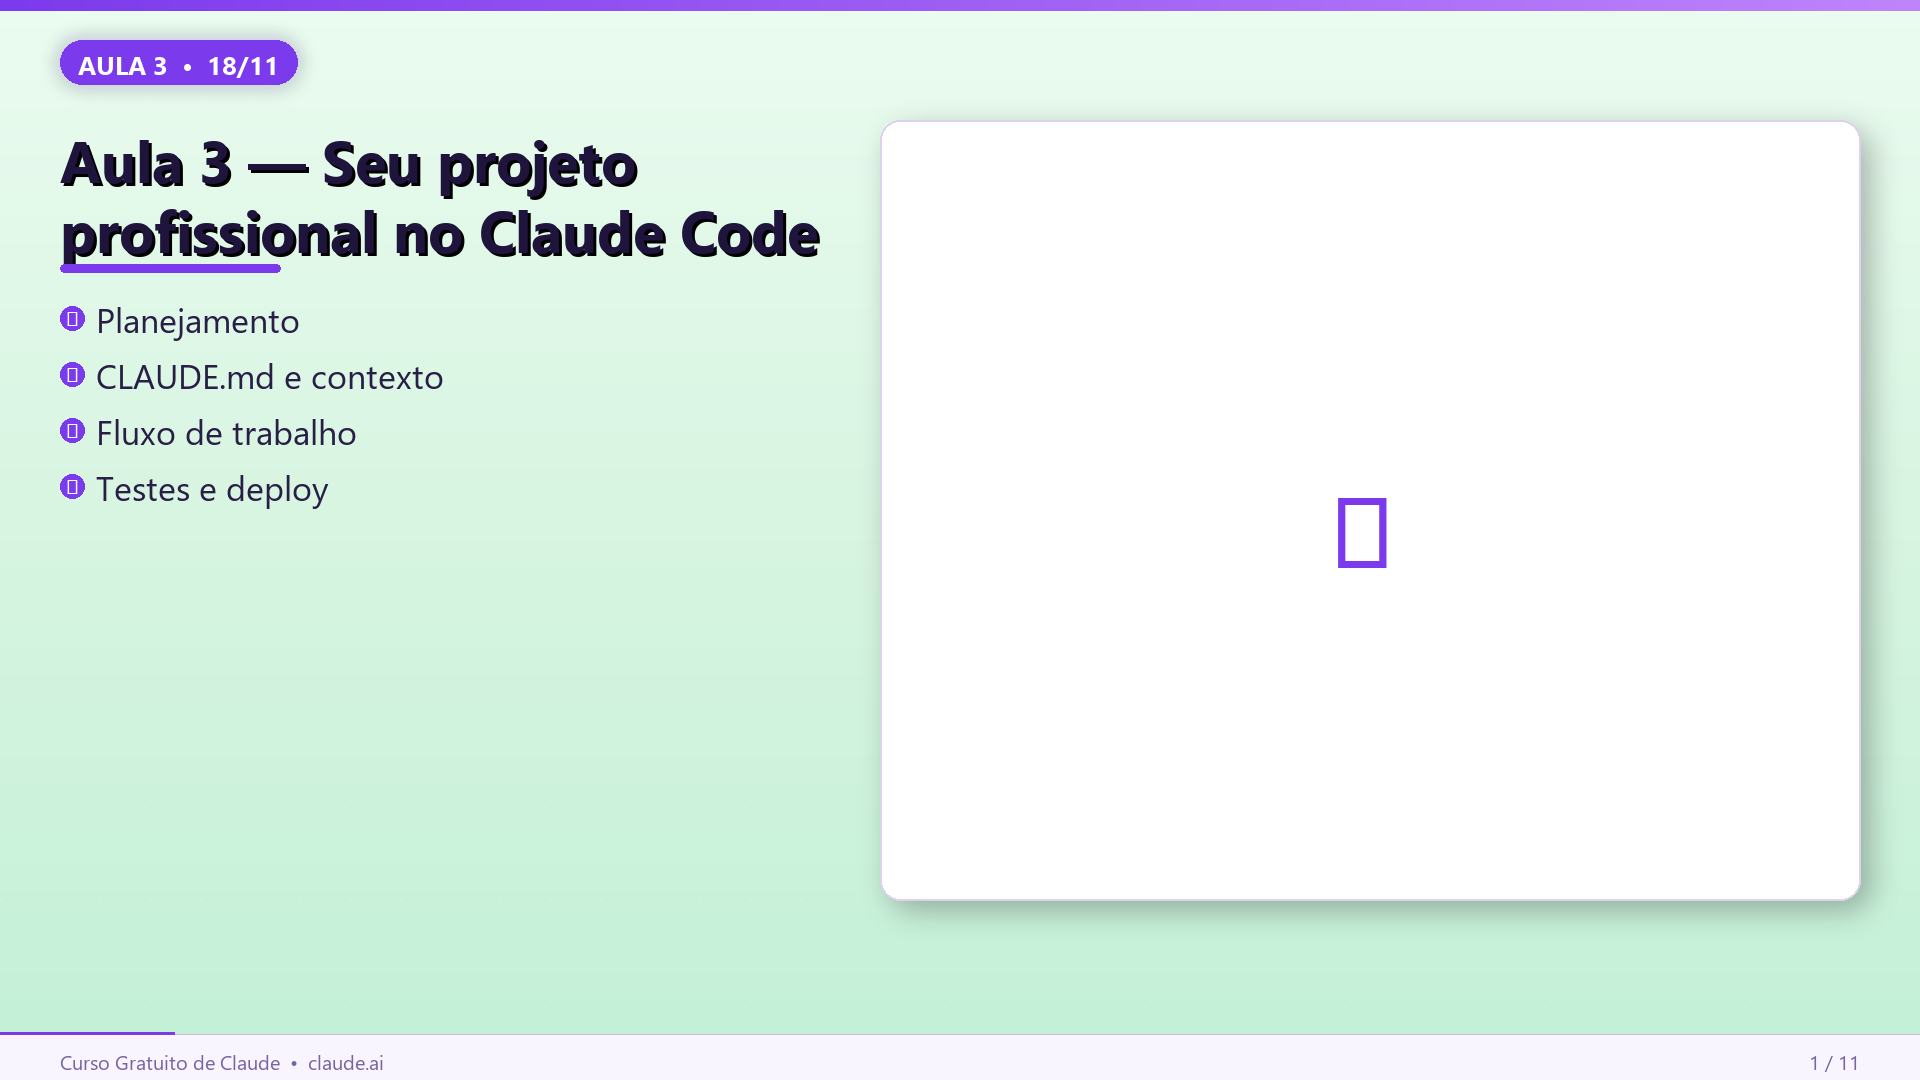 AULA 3 • 18/11
Aula 3 — Seu projeto
profissional no Claude Code
Planejamento
CLAUDE.md e contexto
Fluxo de trabalho
Testes e deploy
Curso Gratuito de Claude • claude.ai
1 / 11